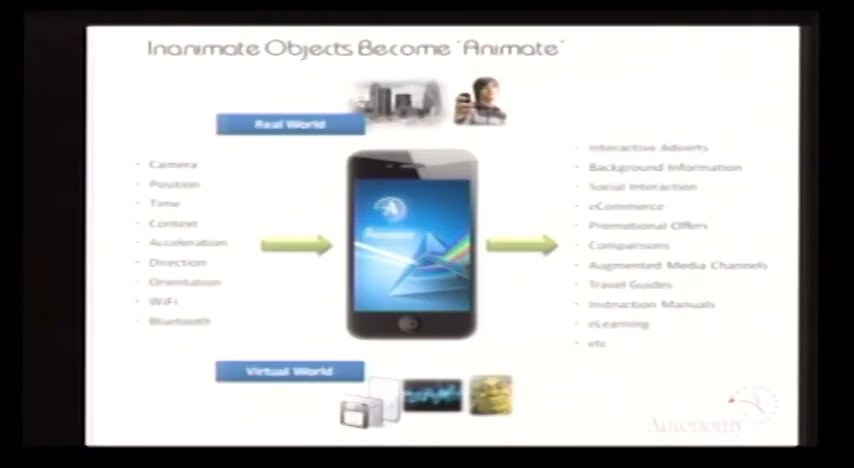 Inanimate Objects Become 'Animate'
Real World
- Camera
- Position
- Time
- Context
- Acceleration
- Direction
- Orientation
- WiFi
- Bluetooth
- Interactive Adverts
- Background Information
- Social Interaction
- eCommerce
- Promotional Offers
- Comparisons
- Augmented Media Channels
- Travel Guides
- Instruction Manuals
- eLearning
- etc
Virtual World
Autonomy